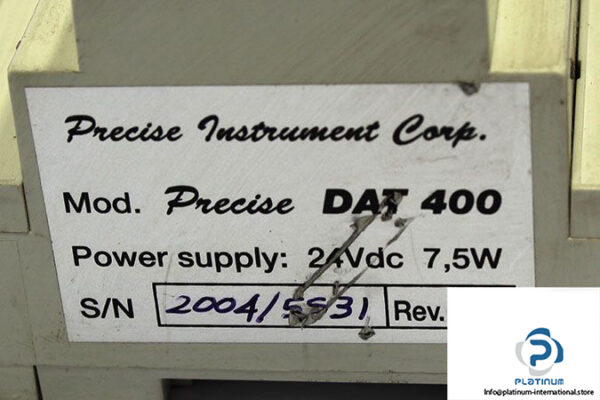 Precise Instrument Corp.
Mod. Precise DAT 400
Power supply: 24Vdc 7,5W
S/N 2004/5531 Rev.
PLATINUM
Info@platinum-international.store